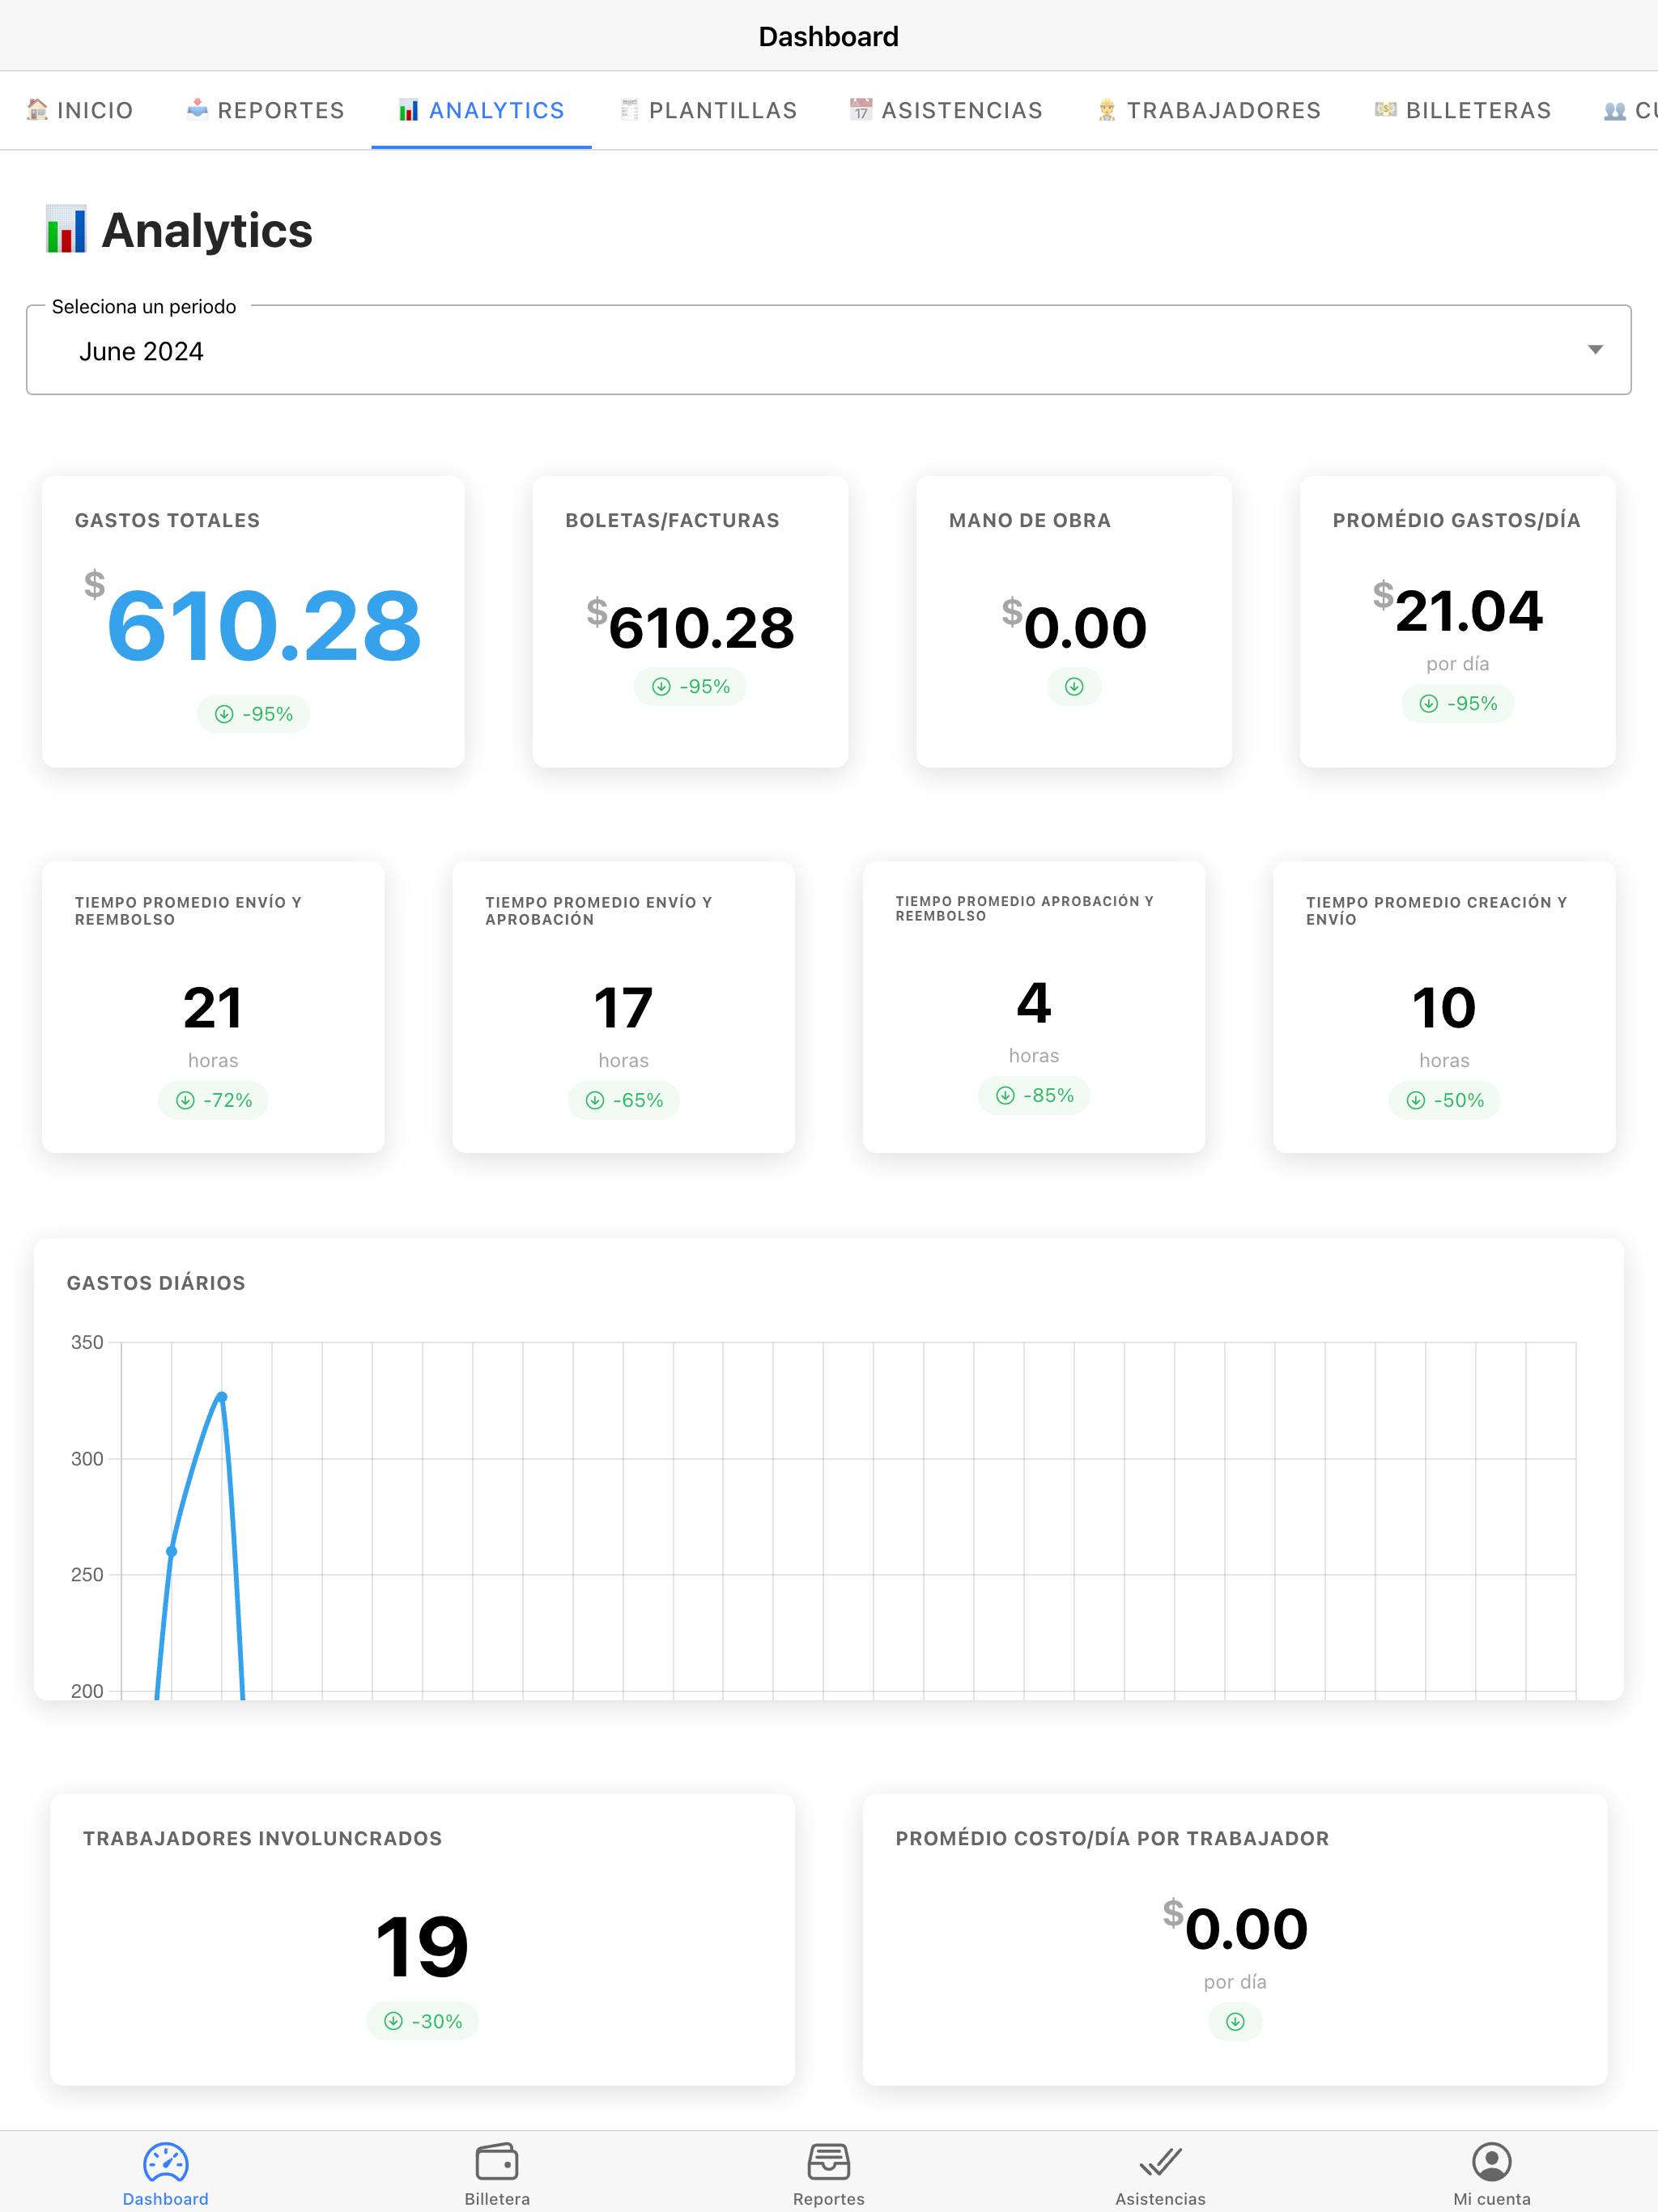 Dashboard
INICIO REPORTES ANALYTICS PLANTILLAS ASISTENCIAS TRABAJADORES BILLETERAS CU
Analytics
Seleciona un periodo
June 2024
GASTOS TOTALES
$610.28
-95%
BOLETAS/FACTURAS
$610.28
-95%
MANO DE OBRA
$0.00
PROMÉDIO GASTOS/DÍA
$21.04
por día
-95%
TIEMPO PROMEDIO ENVÍO Y
REEMBOLSO
21
horas
-72%
TIEMPO PROMEDIO ENVÍO Y
APROBACIÓN
17
horas
-65%
TIEMPO PROMEDIO APROBACIÓN Y
REEMBOLSO
4
horas
-85%
TIEMPO PROMEDIO CREACIÓN Y
ENVÍO
10
horas
-50%
GASTOS DIÁRIOS
350
300
250
200
TRABAJADORES INVOLUNCRADOS
19
-30%
PROMÉDIO COSTO/DÍA POR TRABAJADOR
$0.00
por día
Dashboard Billetera Reportes Asistencias Mi cuenta